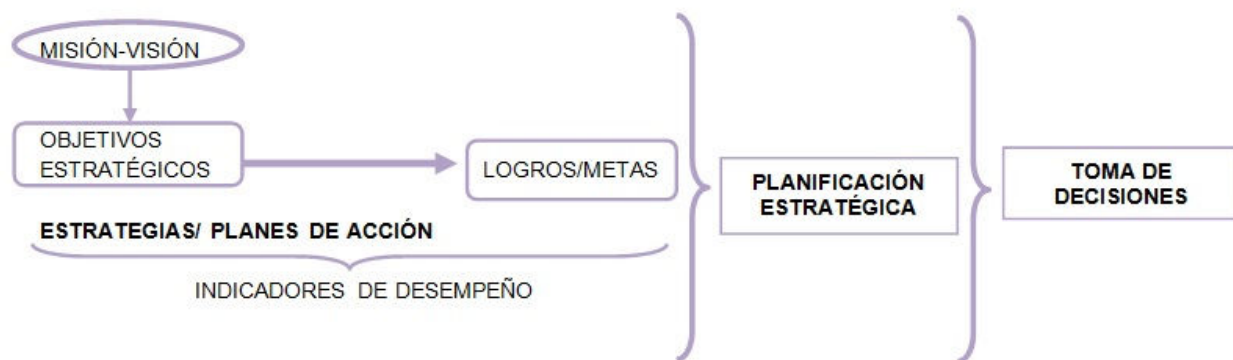 MISIÓN-VISIÓN
OBJETIVOS
ESTRATÉGICOS
LOGROS/METAS
ESTRATEGIAS/ PLANES DE ACCIÓN
INDICADORES DE DESEMPEÑO
PLANIFICACIÓN
ESTRATÉGICA
TOMA DE
DECISIONES